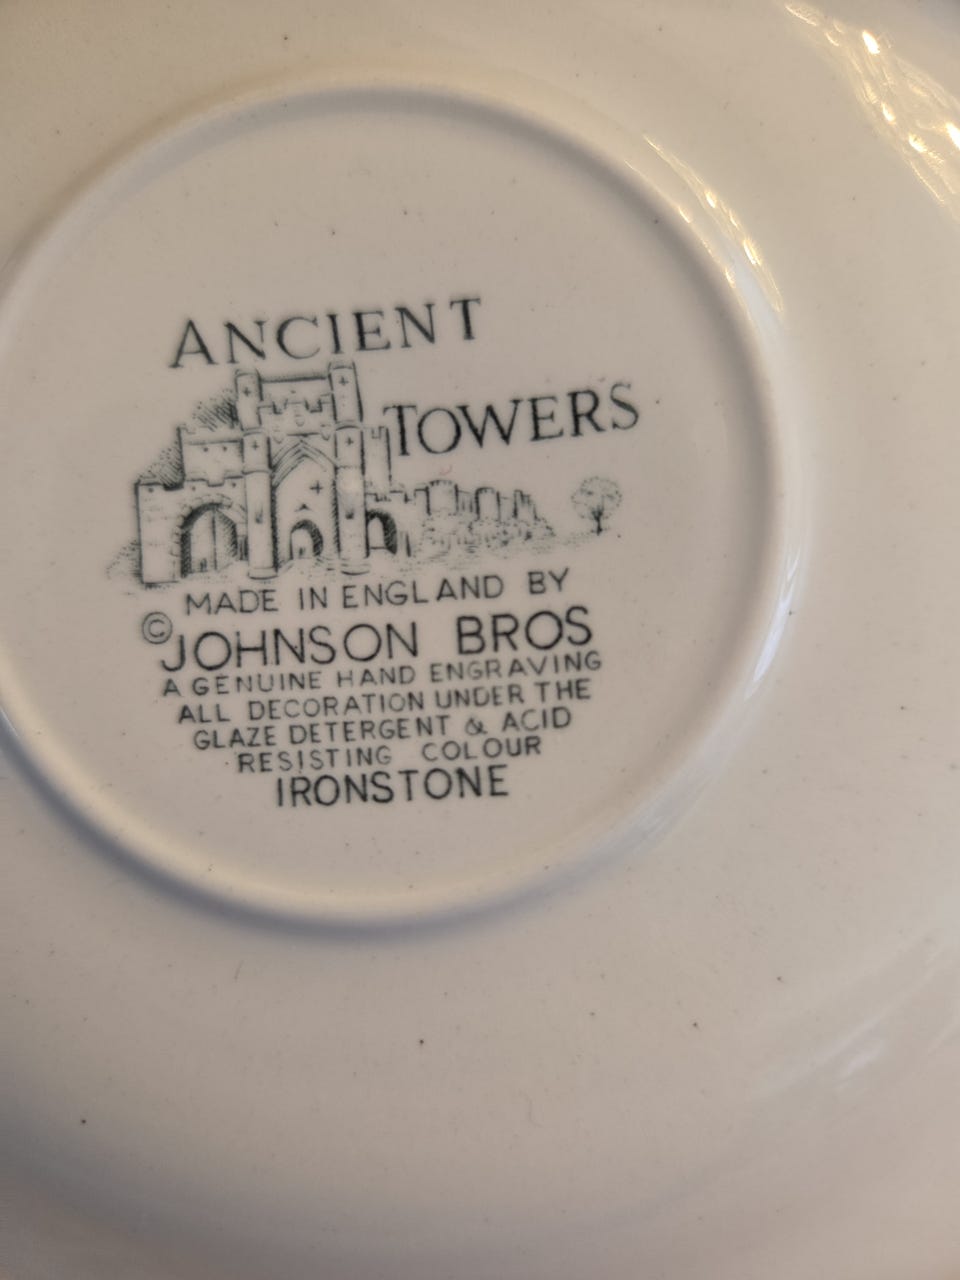 ANCIENT
TOWERS
MADE IN ENGLAND BY
© JOHNSON BROS
A GENUINE HAND ENGRAVING
ALL DECORATION UNDER THE
GLAZE DETERGENT & ACID
RESISTING COLOUR
IRONSTONE